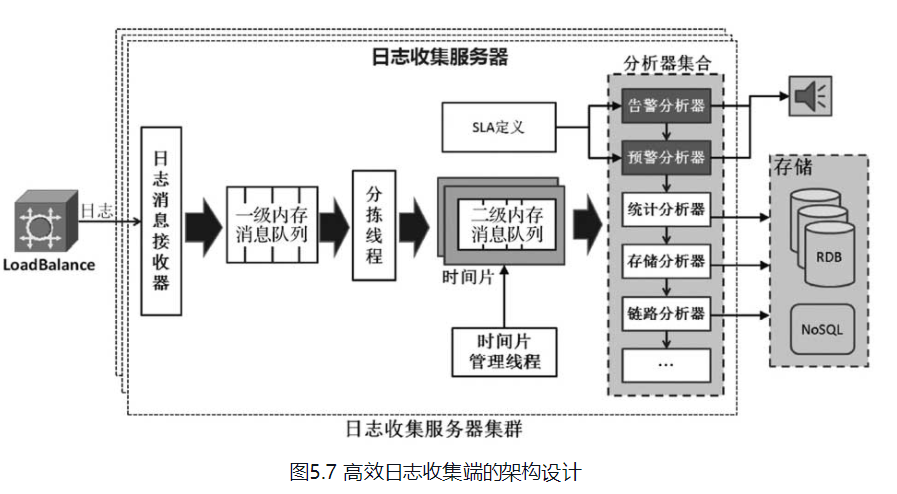 日志收集服务器
分析器集合
SLA定义
告警分析器
预警分析器
统计分析器
存储分析器
链路分析器
...
存储
RDB
NoSQL
日志
LoadBalance
日志消息接收器
一级内存
消息队列
分拣线程
二级内存
消息队列
时间片
时间片
管理线程
日志收集服务器集群
图5.7 高效日志收集端的架构设计